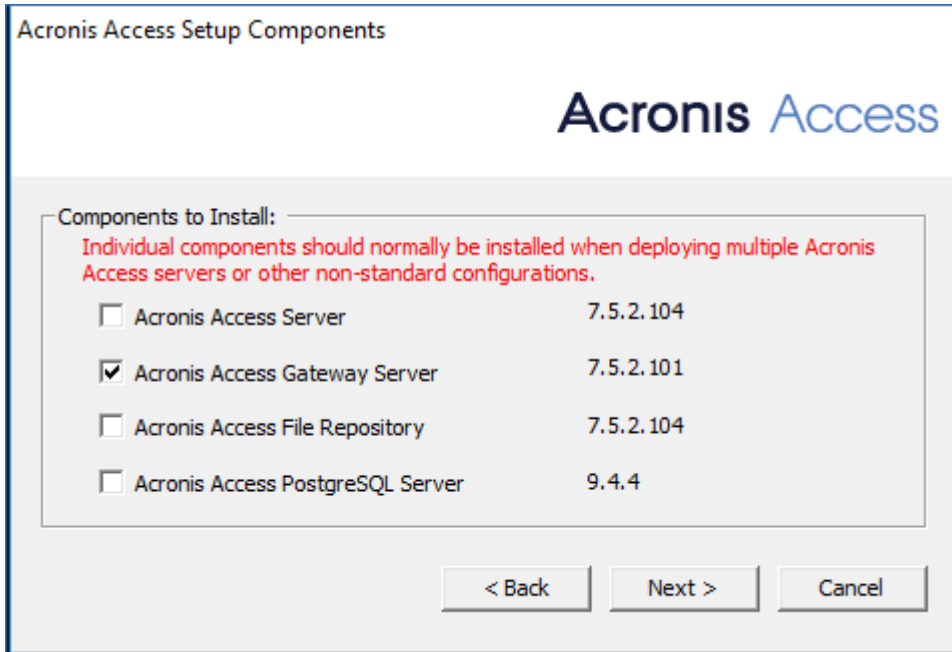 Acronis Access Setup Components
Acronis Access
Components to Install:
Individual components should normally be installed when deploying multiple Acronis
Access servers or other non-standard configurations.
Acronis Access Server 7.5.2.104
Acronis Access Gateway Server 7.5.2.101
Acronis Access File Repository 7.5.2.104
Acronis Access PostgreSQL Server 9.4.4
< Back Next > Cancel